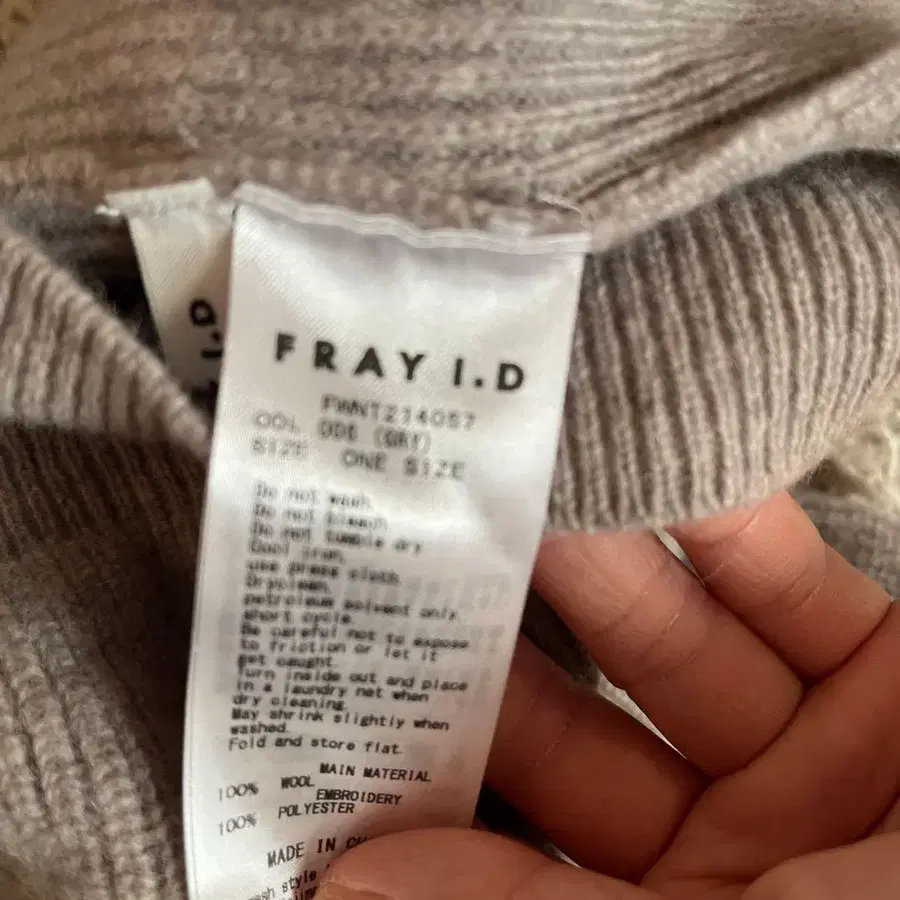 FRAY I.D
FWNT214057
COL 006 (GRY)
SIZE ONE SIZE
Do not wash.
Do not bleach.
Do not tumble dry
Cool iron,
use press cloth.
Dryclean,
petroleum solvent only.
short cycle.
Be careful not to expose
to friction or let it
get caught.
Turn inside out and place
in a laundry net when
dry cleaning.
May shrink slightly when
washed.
Fold and store flat.
MAIN MATERIAL
100% WOOL
EMBROIDERY
100% POLYESTER
MADE IN
style